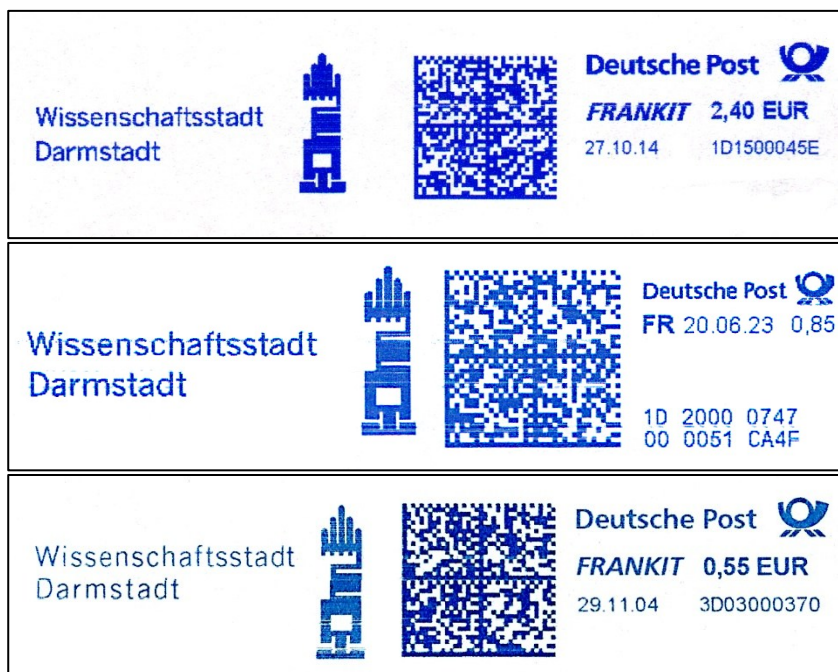 Wissenschaftsstadt
Darmstadt
Deutsche Post
FRANKIT 2,40 EUR
27.10.14 1D1500045E
Wissenschaftsstadt
Darmstadt
Deutsche Post
FR 20.06.23 0,85
1D 2000 0747
00 0051 CA4F
Wissenschaftsstadt
Darmstadt
Deutsche Post
FRANKIT 0,55 EUR
29.11.04 3D03000370